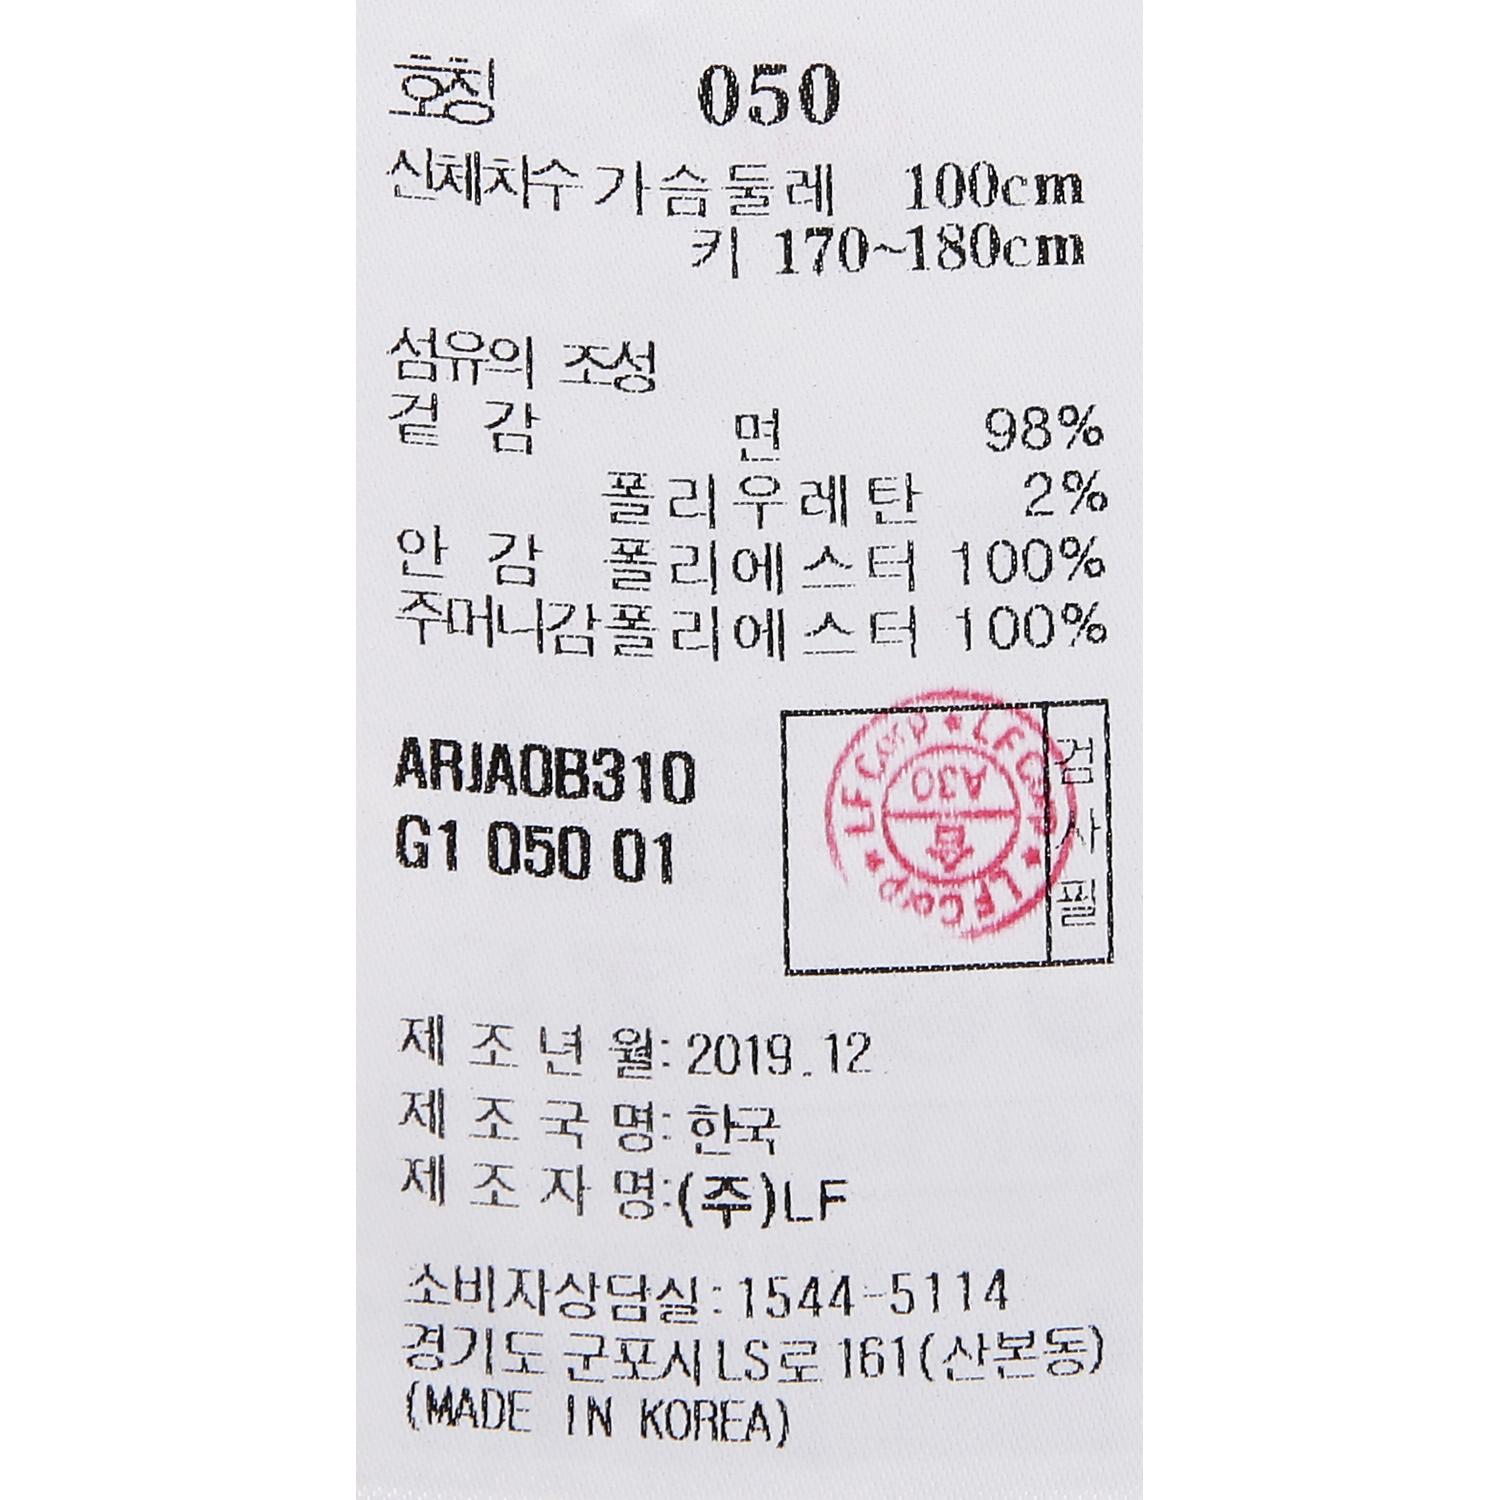 호칭 050
신체치수 가슴둘레 100cm
키 170~180cm
섬유의 조성
겉감 면 98%
폴리우레탄 2%
안감 폴리에스터 100%
주머니감 폴리에스터 100%
ARJA0B310
G1 050 01
LFCorp ★ LFCorp ★ LFCorp ★
A30
검사필
제조년월: 2019.12
제조국명: 한국
제조자명: (주)LF
소비자상담실: 1544-5114
경기도 군포시 LS로 161(산본동)
(MADE IN KOREA)